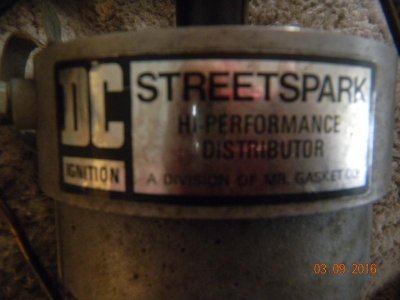 DC
IGNITION
STREETSPARK
HI-PERFORMANCE
DISTRIBUTOR
A DIVISION OF MR. GASKET CO.
03 09 2016